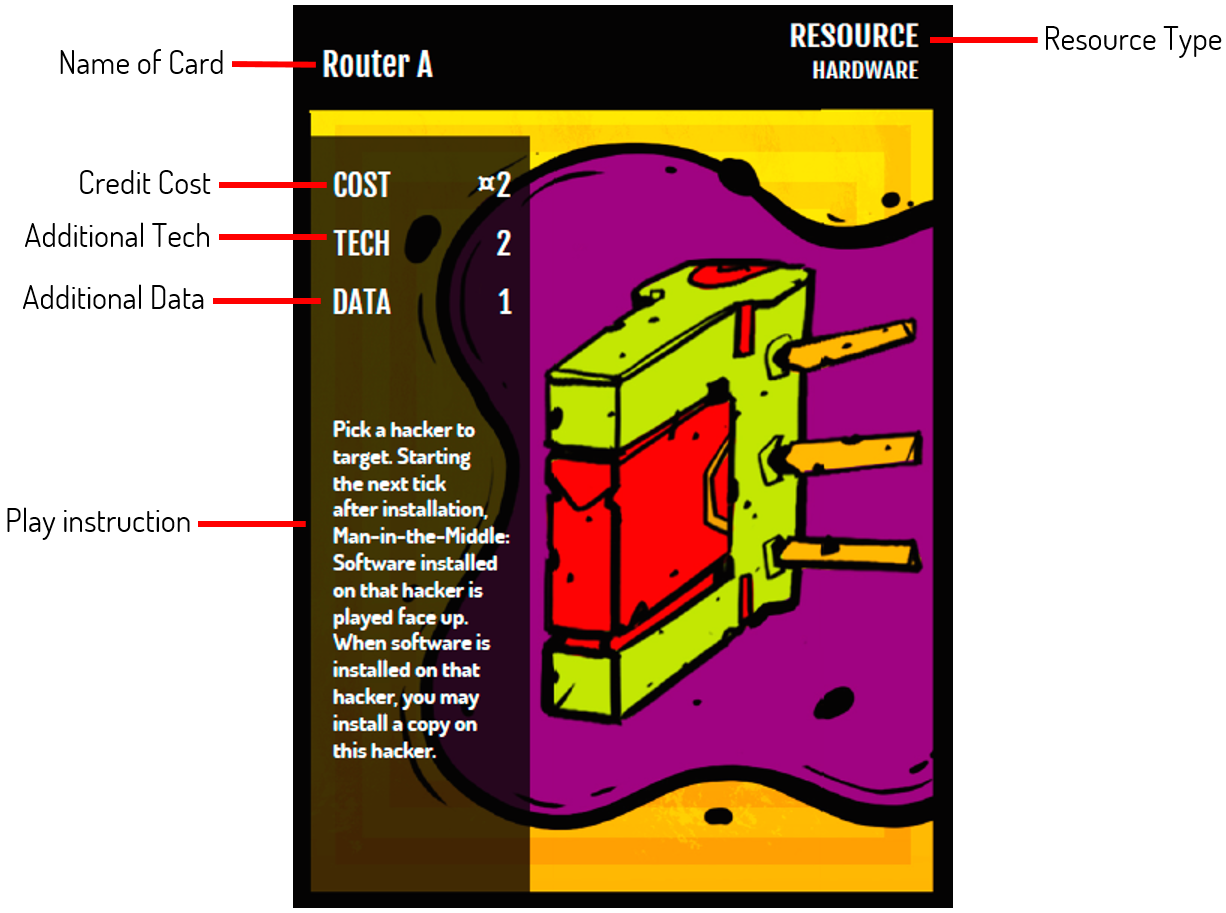 RESOURCE
Resource Type
Name of Card
Router A
HARDWARE
Credit Cost
COST ¤2
Additional Tech
TECH 2
Additional Data
DATA 1
Pick a hacker to
target. Starting
the next tick
after installation,
Play instruction
Man-in-the-Middle:
Software installed
on that hacker is
played face up.
When software is
installed on that
hacker, you may
install a copy on
this hacker.